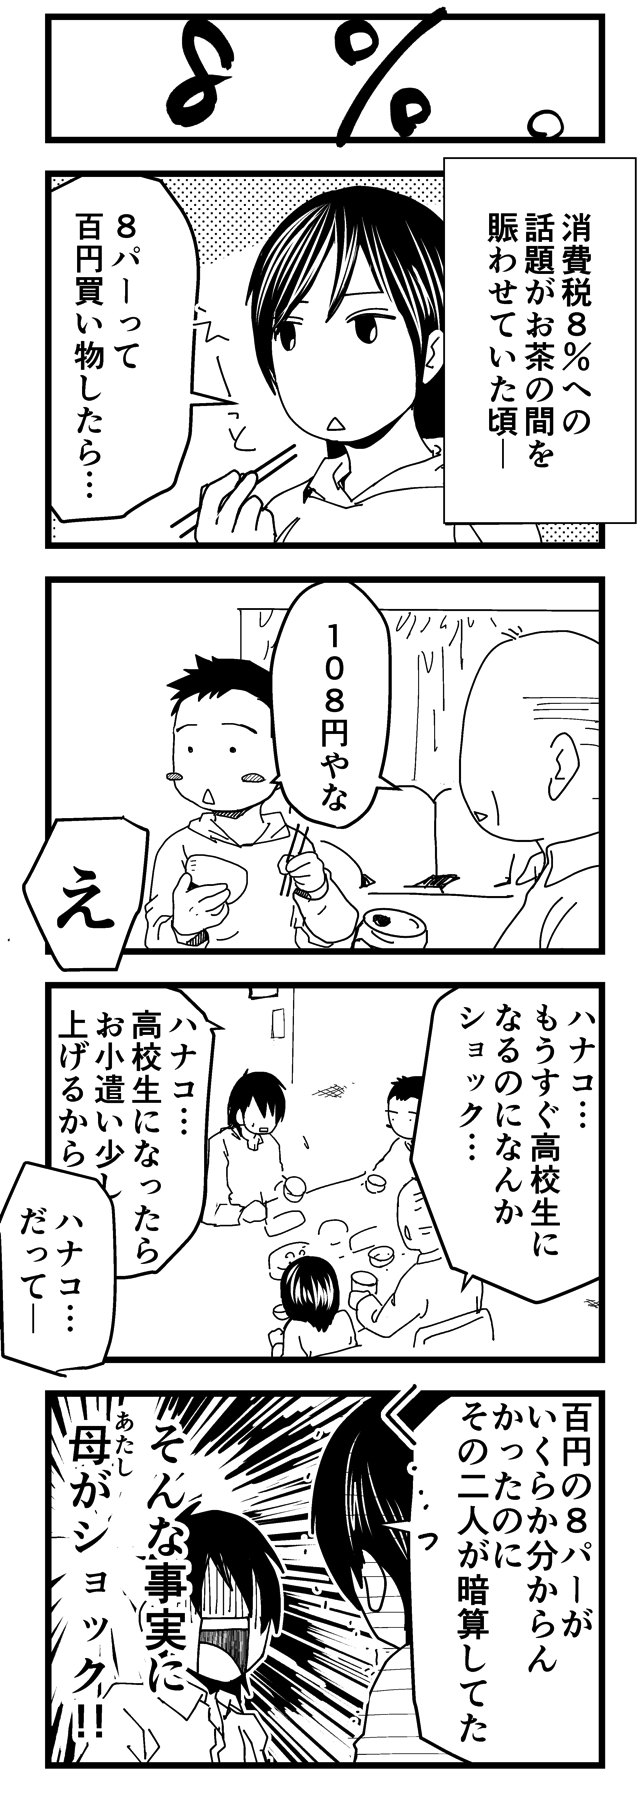 8%。
消費税8％への
話題がお茶の間を
賑わせていた頃―
8パーって
百円買い物したら…
108円やな
え
ハナコ…
もうすぐ高校生に
なるのになんか
ショック…
ハナコ…
高校生になったら
お小遣い少し
上げるから
ハナコ…
だって―
百円の8パーが
いくらか分からん
かったのに
その二人が暗算してた
っ
そんな事実に
母がショック!!
あたし